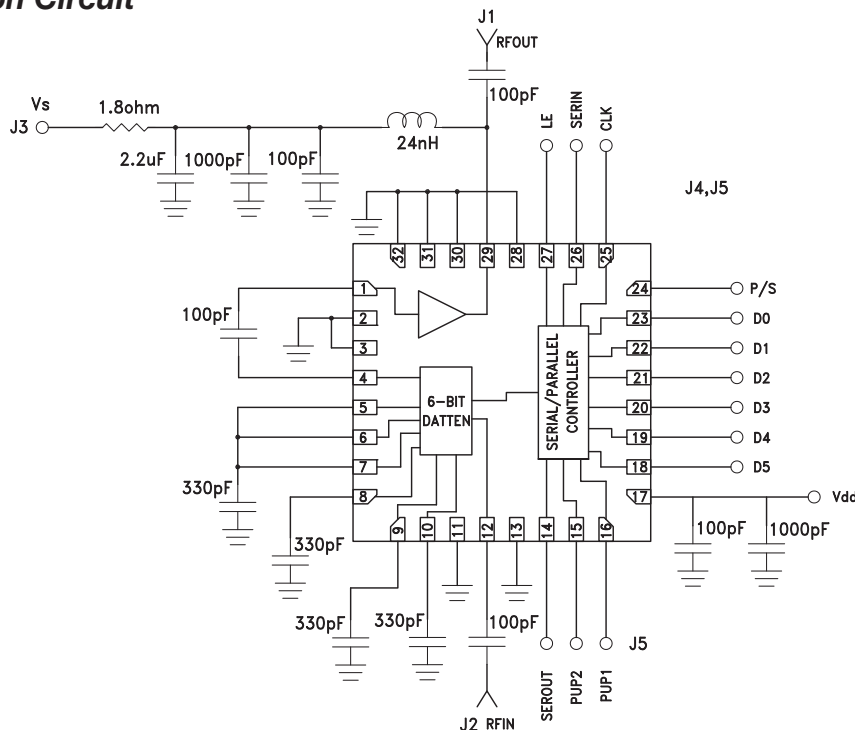 on Circuit
J1
RFOUT
100pF
Vs
J3
1.8ohm
2.2uF
1000pF
100pF
24nH
LE
SERIN
CLK
J4,J5
32
31
30
29
28
27
26
25
1
2
3
4
5
6
7
8
100pF
330pF
330pF
6-BIT
DATTEN
SERIAL/PARALLEL
CONTROLLER
24
P/S
23
D0
22
D1
21
D2
20
D3
19
D4
18
D5
17
Vdd
100pF
1000pF
9
10
11
12
13
14
15
16
330pF
330pF
100pF
J2 RFIN
SEROUT
PUP2
PUP1
J5